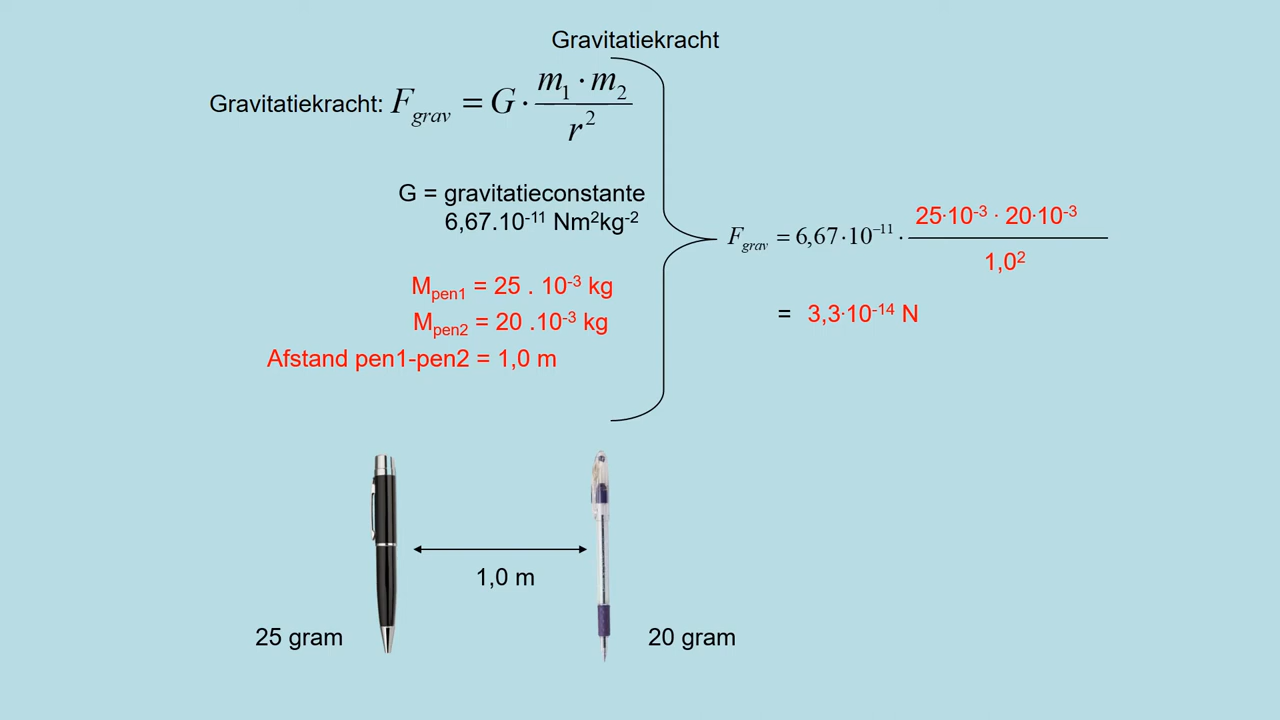 Gravitatiekracht
Gravitatiekracht: F_grav = G · m₁ · m₂ / r²
G = gravitatieconstante
6,67.10⁻¹¹ Nm²kg⁻²
M_pen1 = 25 . 10⁻³ kg
M_pen2 = 20 .10⁻³ kg
Afstand pen1-pen2 = 1,0 m
F_grav = 6,67·10⁻¹¹ · 25·10⁻³ · 20·10⁻³ / 1,0²
= 3,3·10⁻¹⁴ N
1,0 m
25 gram
20 gram